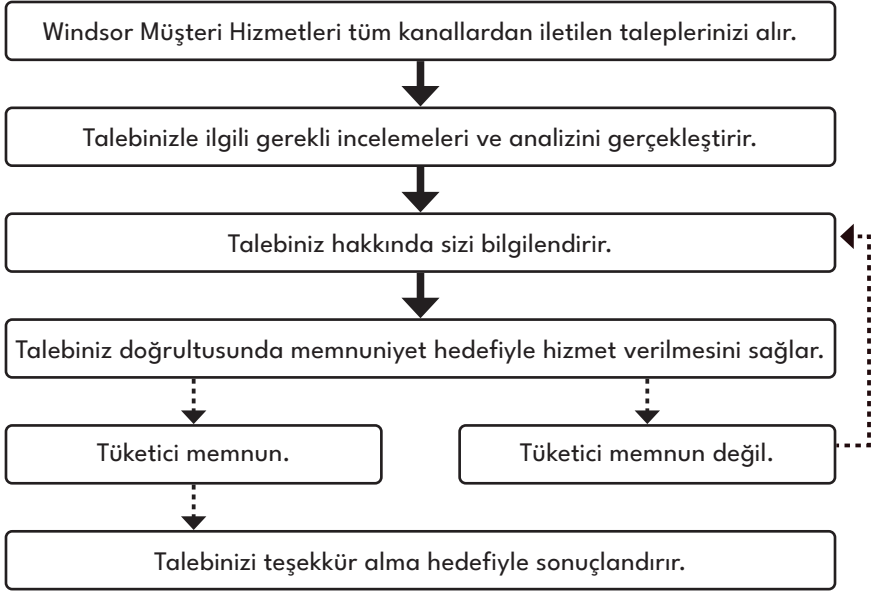 Windsor Müşteri Hizmetleri tüm kanallardan iletilen taleplerinizi alır.
Talebinizle ilgili gerekli incelemeleri ve analizini gerçekleştirir.
Talebiniz hakkında sizi bilgilendirir.
Talebiniz doğrultusunda memnuniyet hedefiyle hizmet verilmesini sağlar.
Tüketici memnun.
Tüketici memnun değil.
Talebinizi teşekkür alma hedefiyle sonuçlandırır.